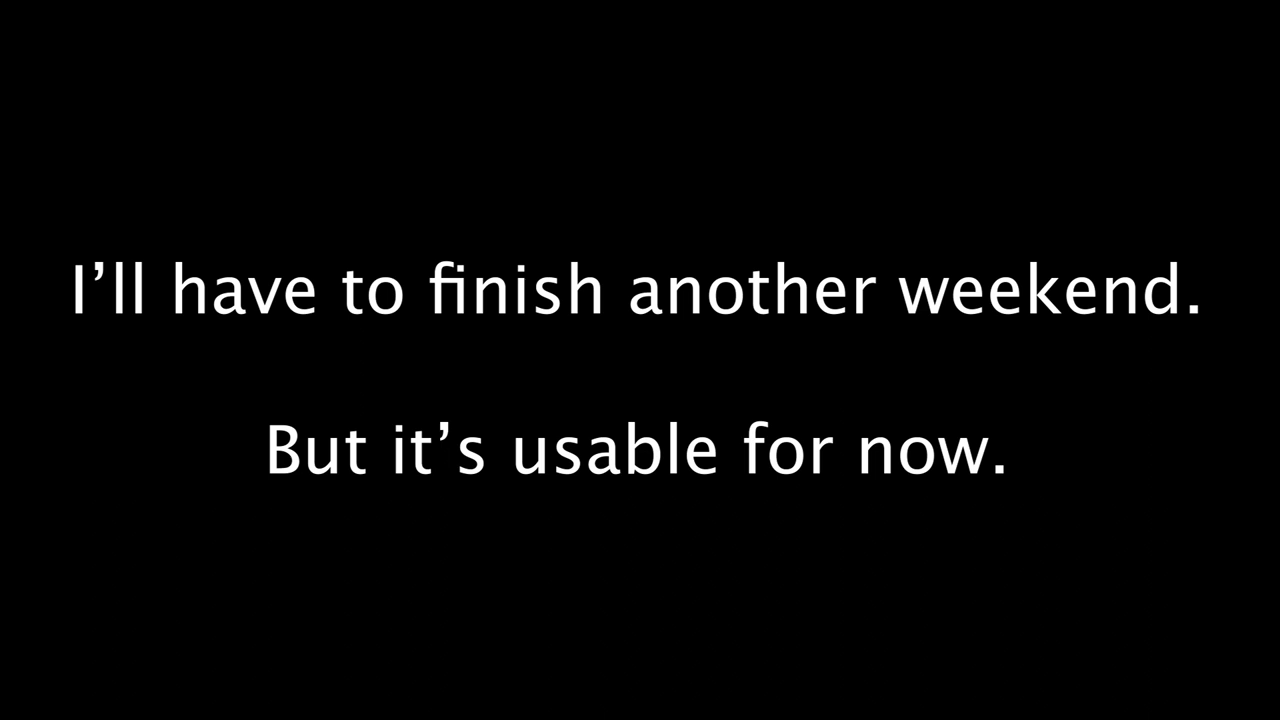 I’ll have to finish another weekend.
But it’s usable for now.